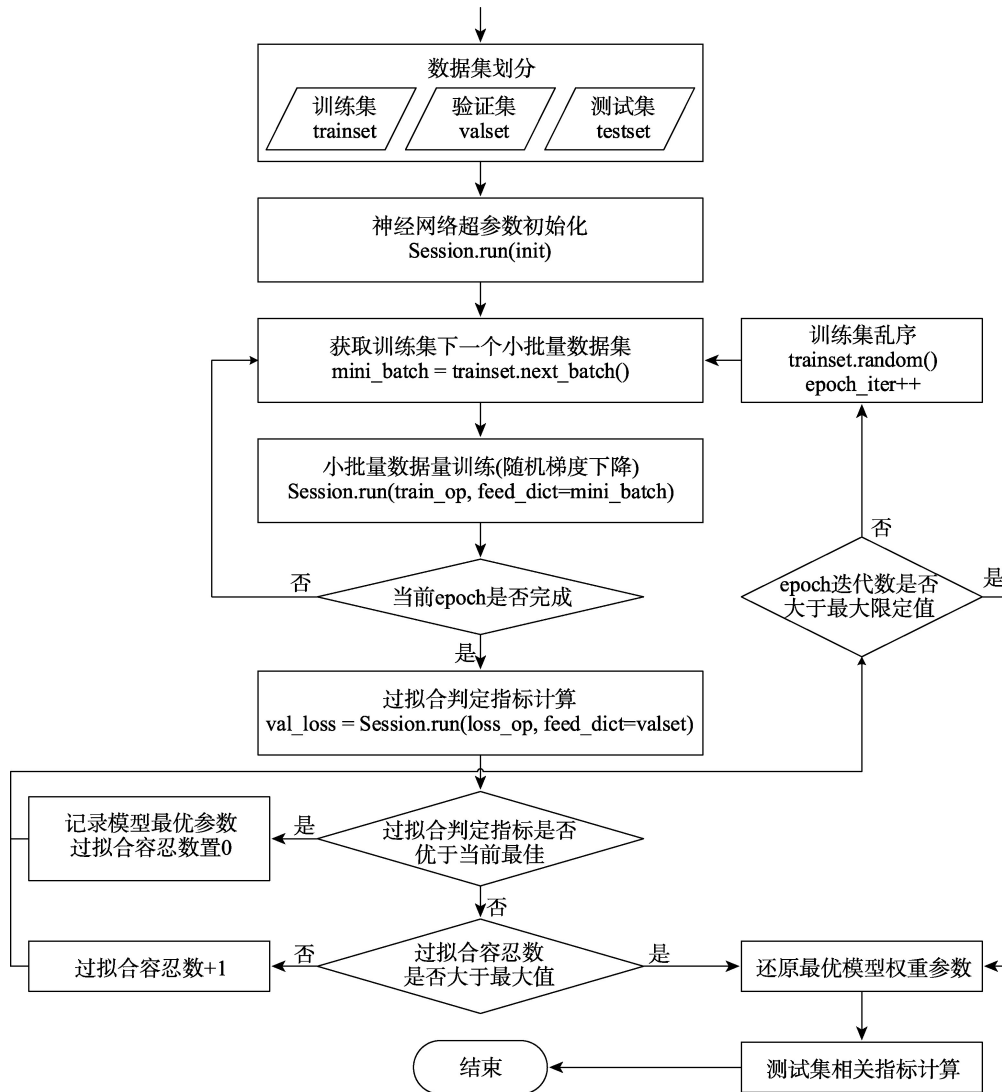 数据集划分
训练集
trainset
验证集
valset
测试集
testset
神经网络超参数初始化
Session.run(init)
获取训练集下一个小批量数据集
mini_batch = trainset.next_batch()
训练集乱序
trainset.random()
epoch_iter++
小批量数据量训练(随机梯度下降)
Session.run(train_op, feed_dict=mini_batch)
否
当前epoch是否完成
是
否
epoch迭代数是否
大于最大限定值
是
过拟合判定指标计算
val_loss = Session.run(loss_op, feed_dict=valset)
记录模型最优参数
过拟合容忍数置0
是
过拟合判定指标是否
优于当前最佳
否
过拟合容忍数+1
否
过拟合容忍数
是否大于最大值
是
还原最优模型权重参数
结束
测试集相关指标计算